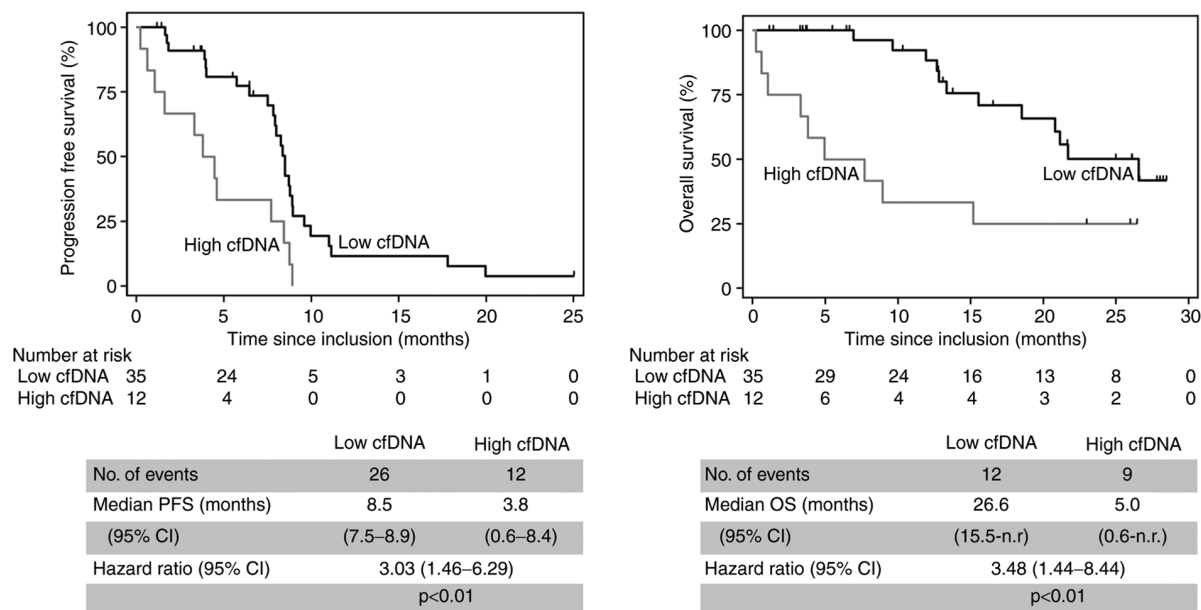 Progression free survival (%)
100
75
50
25
0
High cfDNA
Low cfDNA
0 5 10 15 20 25
Time since inclusion (months)
Number at risk
Low cfDNA 35 24 5 3 1 0
High cfDNA 12 4 0 0 0 0
Low cfDNA High cfDNA
No. of events 26 12
Median PFS (months) 8.5 3.8
(95% CI) (7.5–8.9) (0.6–8.4)
Hazard ratio (95% CI) 3.03 (1.46–6.29)
p<0.01
Overall survival (%)
100
75
50
25
0
High cfDNA
Low cfDNA
0 5 10 15 20 25 30
Time since inclusion (months)
Number at risk
Low cfDNA 35 29 24 16 13 8 0
High cfDNA 12 6 4 4 3 2 0
Low cfDNA High cfDNA
No. of events 12 9
Median OS (months) 26.6 5.0
(95% CI) (15.5-n.r) (0.6-n.r.)
Hazard ratio (95% CI) 3.48 (1.44–8.44)
p<0.01